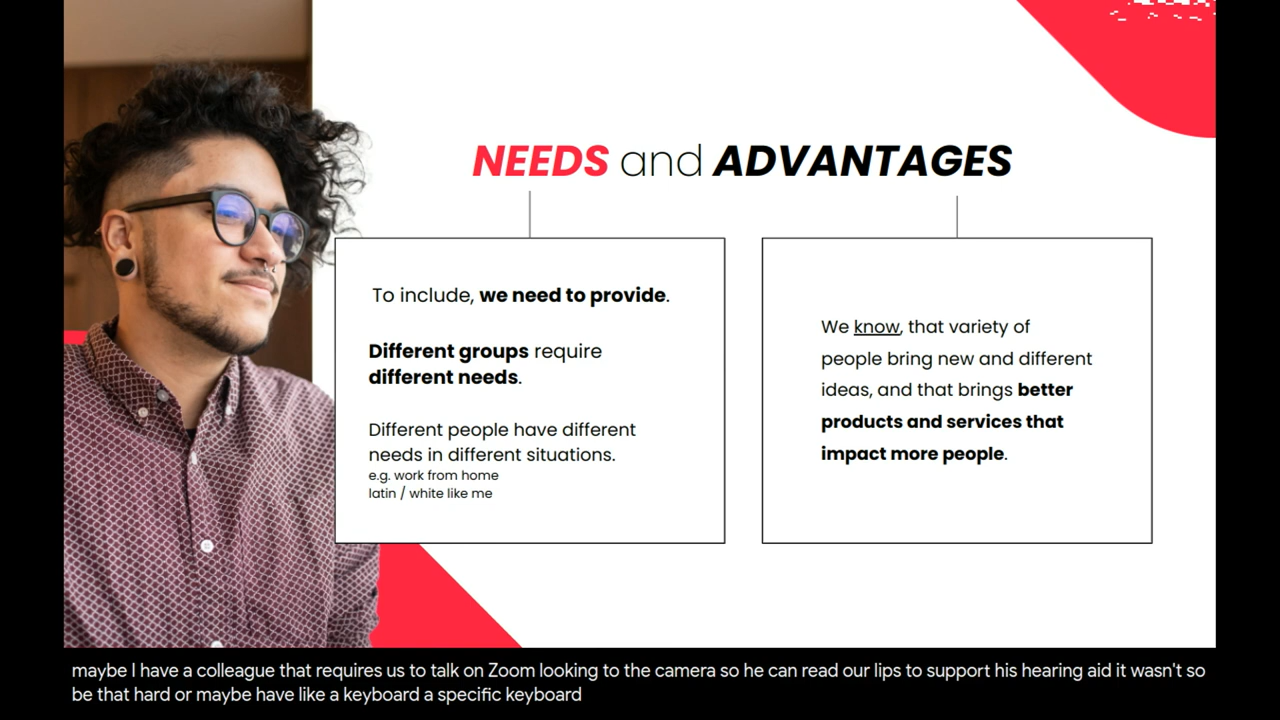 NEEDS and ADVANTAGES
To include, we need to provide.
Different groups require
different needs.
Different people have different
needs in different situations.
e.g. work from home
latin / white like me
We know, that variety of
people bring new and different
ideas, and that brings better
products and services that
impact more people.
maybe I have a colleague that requires us to talk on Zoom looking to the camera so he can read our lips to support his hearing aid it wasn't so
be that hard or maybe have like a keyboard a specific keyboard